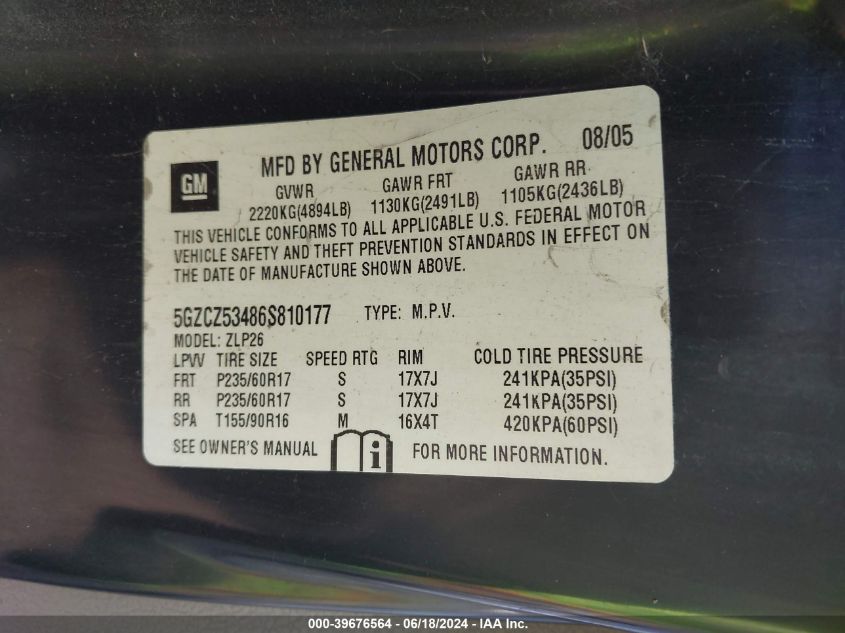 GM
MFD BY GENERAL MOTORS CORP. 08/05
GVWR GAWR FRT GAWR RR
2220KG(4894LB) 1130KG(2491LB) 1105KG(2436LB)
THIS VEHICLE CONFORMS TO ALL APPLICABLE U.S. FEDERAL MOTOR
VEHICLE SAFETY AND THEFT PREVENTION STANDARDS IN EFFECT ON
THE DATE OF MANUFACTURE SHOWN ABOVE.
5GZCZ53486S810177 TYPE: M.P.V.
MODEL: ZLP26
LPVV TIRE SIZE SPEED RTG RIM COLD TIRE PRESSURE
FRT P235/60R17 S 17X7J 241KPA(35PSI)
RR P235/60R17 S 17X7J 241KPA(35PSI)
SPA T155/90R16 M 16X4T 420KPA(60PSI)
SEE OWNER'S MANUAL i FOR MORE INFORMATION.
000-39676564 / 06/18/2024 - IAA Inc.